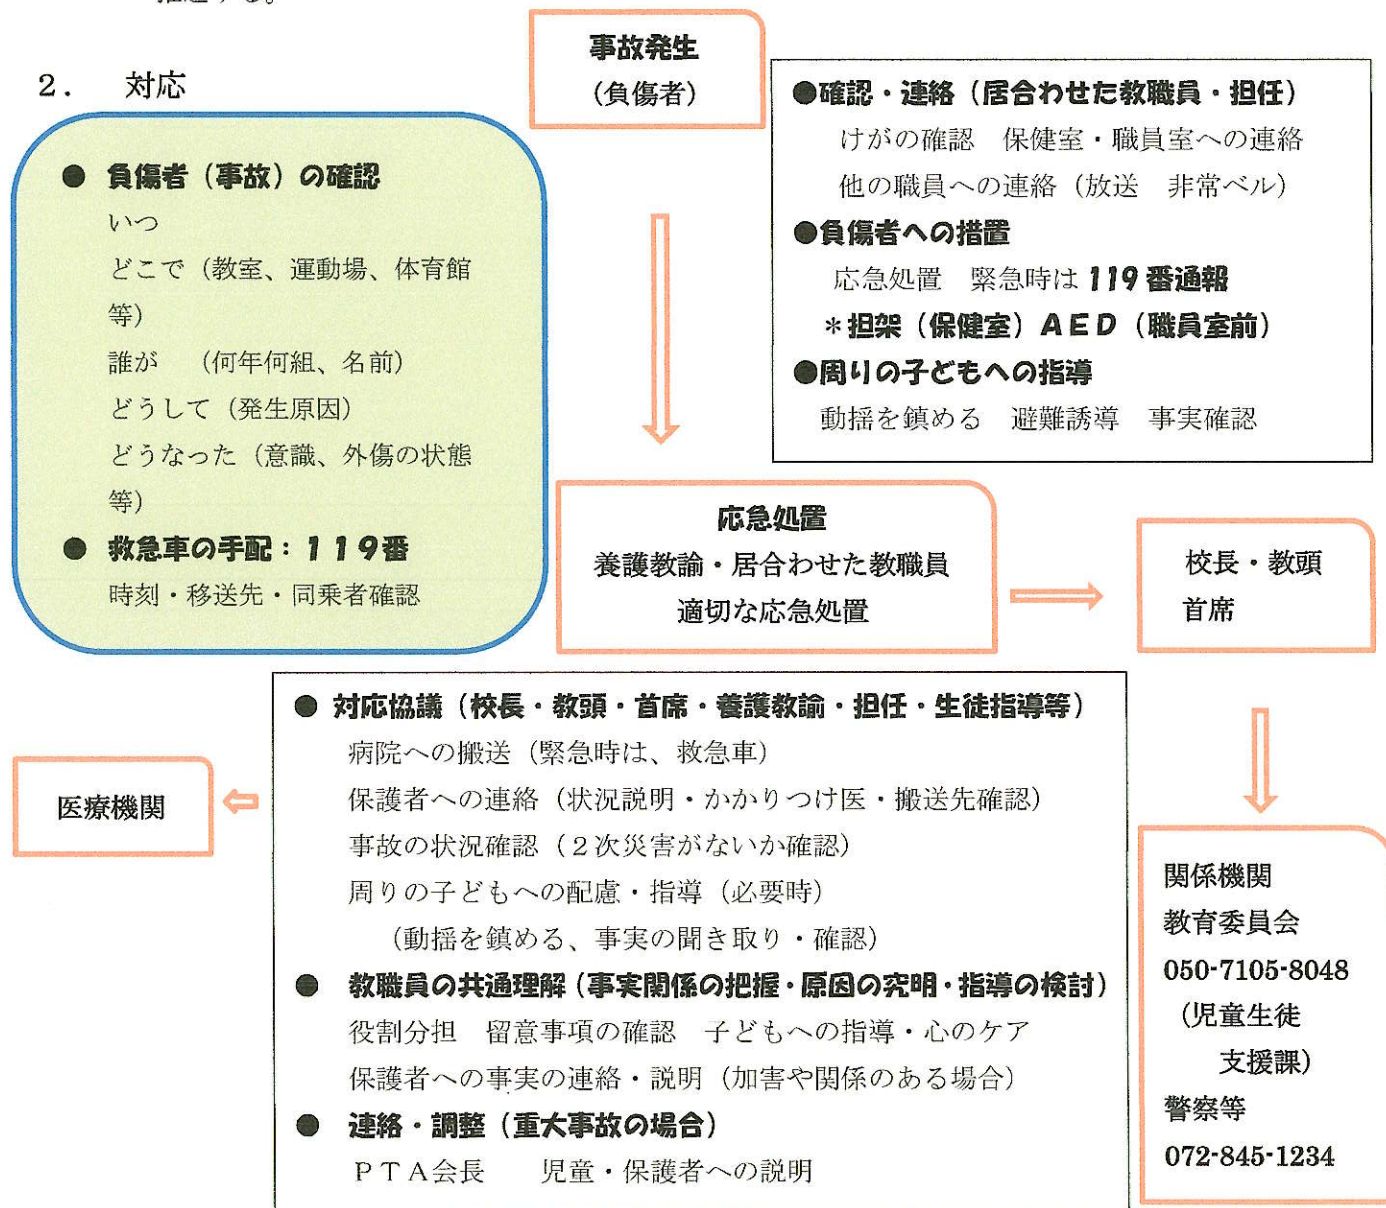 ２．　対応
事故発生
（負傷者）
●確認・連絡（居合わせた教職員・担任）
けがの確認　保健室・職員室への連絡
他の職員への連絡（放送　非常ベル）
●負傷者への措置
応急処置　緊急時は119番通報
＊担架（保健室）ＡＥＤ（職員室前）
●周りの子どもへの指導
動揺を鎮める　避難誘導　事実確認
●　負傷者（事故）の確認
いつ
どこで（教室、運動場、体育館
等）
誰が　（何年何組、名前）
どうして（発生原因）
どうなった（意識、外傷の状態
等）
●　救急車の手配：１１９番
時刻・移送先・同乗者確認
応急処置
養護教諭・居合わせた教職員
適切な応急処置
校長・教頭
首席
●　対応協議（校長・教頭・首席・養護教諭・担任・生徒指導等）
病院への搬送（緊急時は、救急車）
保護者への連絡（状況説明・かかりつけ医・搬送先確認）
事故の状況確認（２次災害がないか確認）
周りの子どもへの配慮・指導（必要時）
（動揺を鎮める、事実の聞き取り・確認）
●　教職員の共通理解（事実関係の把握・原因の究明・指導の検討）
役割分担　留意事項の確認　子どもへの指導・心のケア
保護者への事実の連絡・説明（加害や関係のある場合）
●　連絡・調整（重大事故の場合）
ＰＴＡ会長　　児童・保護者への説明
医療機関
関係機関
教育委員会
050-7105-8048
（児童生徒
支援課）
警察等
072-845-1234